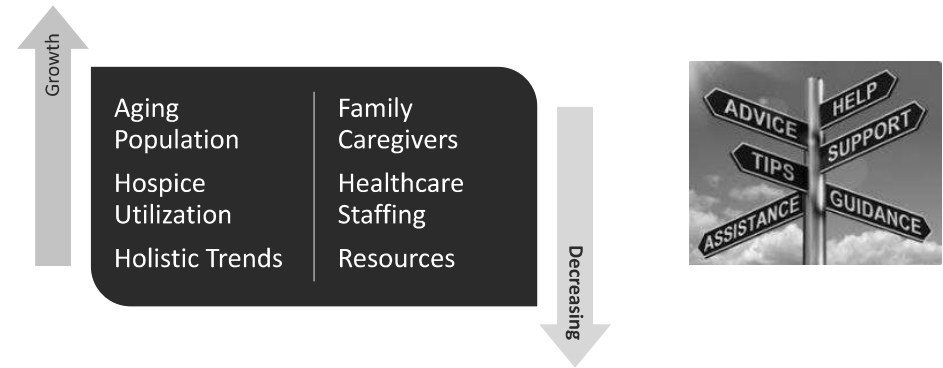 Growth
Aging
Population
Hospice
Utilization
Holistic Trends
Family
Caregivers
Healthcare
Staffing
Resources
Decreasing
HELP
ADVICE
SUPPORT
TIPS
GUIDANCE
ASSISTANCE